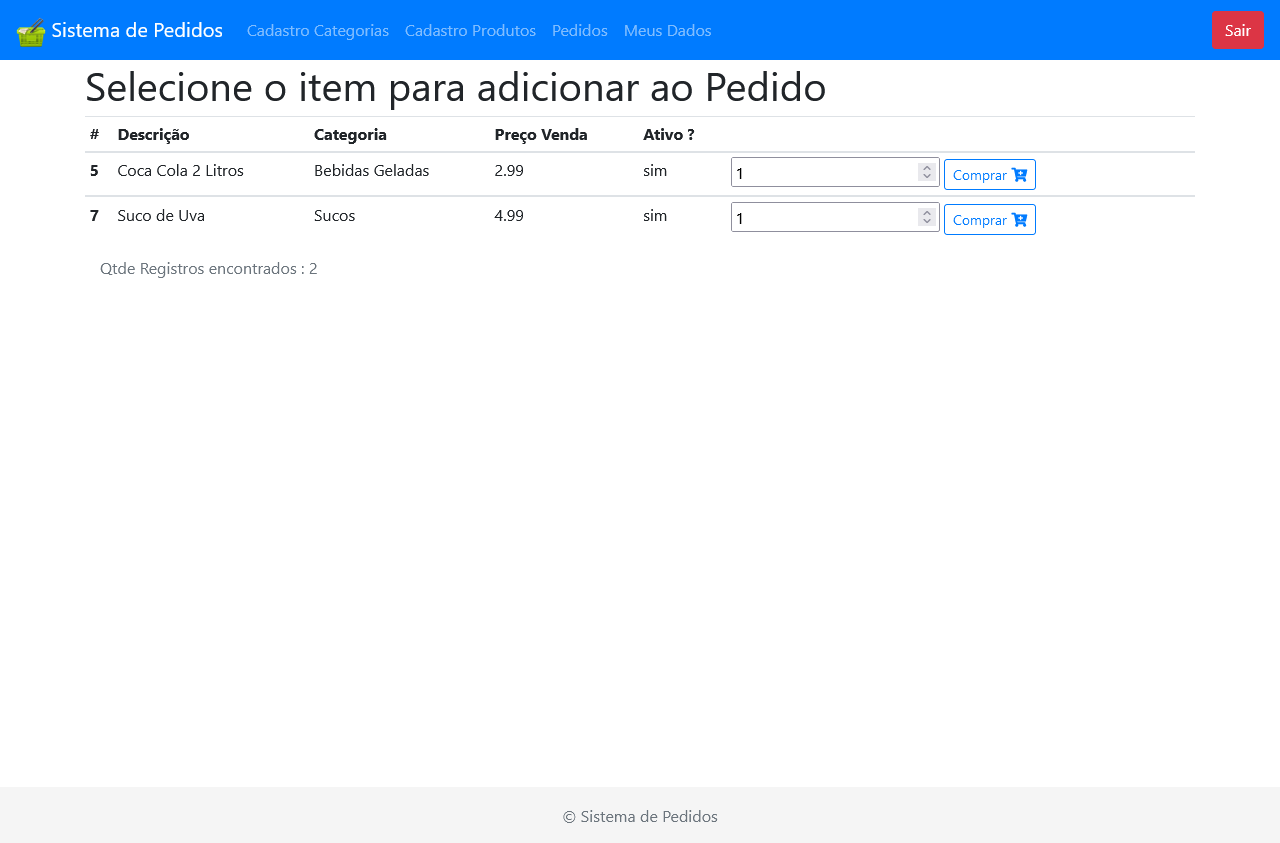 Sistema de Pedidos Cadastro Categorias Cadastro Produtos Pedidos Meus Dados Sair
Selecione o item para adicionar ao Pedido
# Descrição Categoria Preço Venda Ativo ?
5 Coca Cola 2 Litros Bebidas Geladas 2.99 sim 1 Comprar
7 Suco de Uva Sucos 4.99 sim 1 Comprar
Qtde Registros encontrados : 2
© Sistema de Pedidos